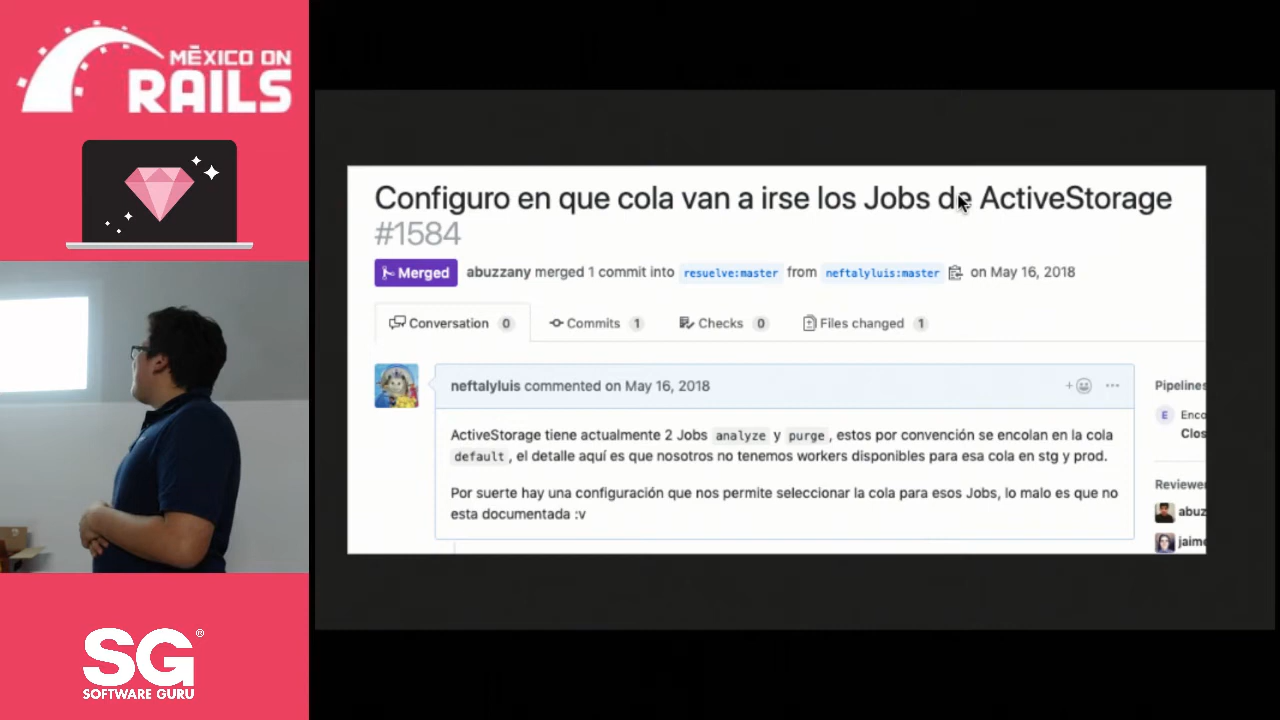 MÉXICO ON
RAILS
Configuro en que cola van a irse los Jobs de ActiveStorage
#1584
Merged abuzzany merged 1 commit into resuelve:master from neftalyluis:master on May 16, 2018
Conversation 0 Commits 1 Checks 0 Files changed 1
neftalyluis commented on May 16, 2018
ActiveStorage tiene actualmente 2 Jobs analyze y purge, estos por convención se encolan en la cola
default, el detalle aquí es que nosotros no tenemos workers disponibles para esa cola en stg y prod.
Por suerte hay una configuración que nos permite seleccionar la cola para esos Jobs, lo malo es que no
esta documentada :v
Pipelines
E Enco
Clos
Reviewe
abuz
jaime
SG®
SOFTWARE GURU